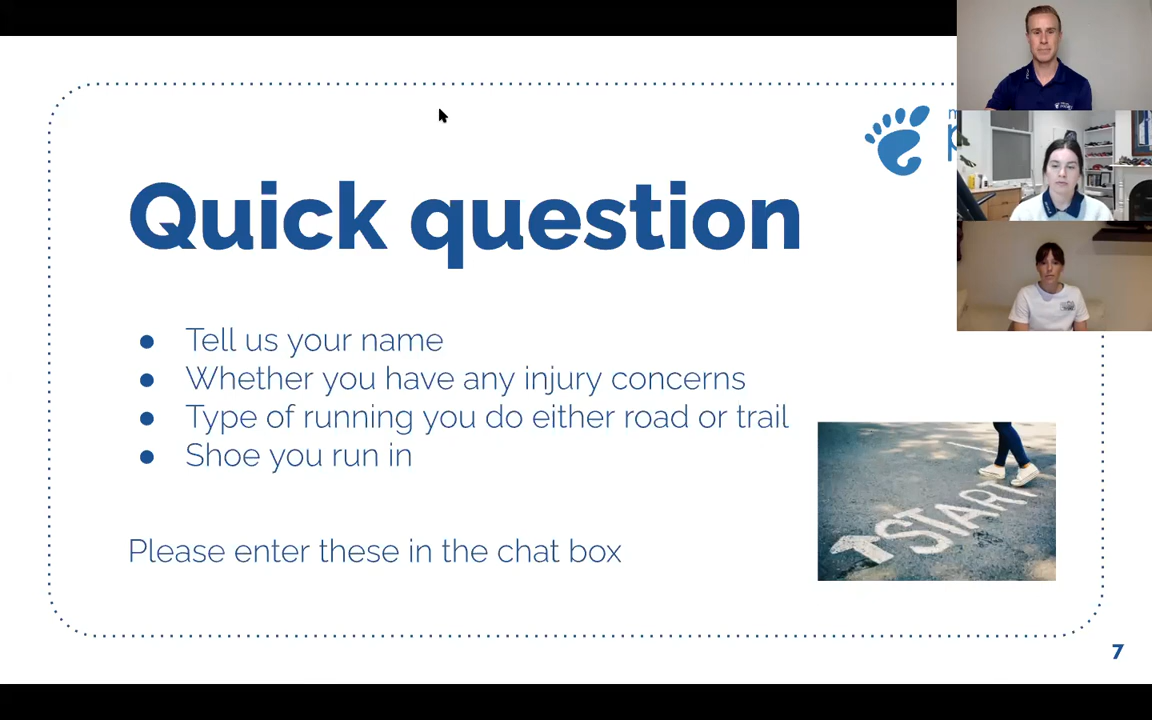 Quick question
● Tell us your name
● Whether you have any injury concerns
● Type of running you do either road or trail
● Shoe you run in
Please enter these in the chat box
START
7